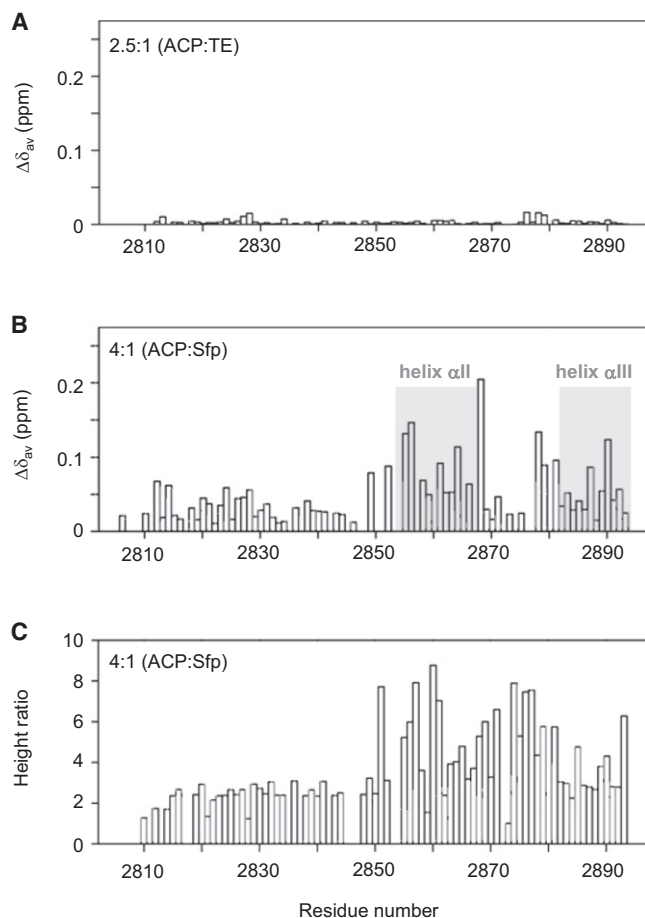 A
2.5:1 (ACP:TE)
0.2
0.1
0
Δδav (ppm)
2810 2830 2850 2870 2890
B
4:1 (ACP:Sfp)
helix αII
helix αIII
0.2
0.1
0
Δδav (ppm)
2810 2830 2850 2870 2890
C
4:1 (ACP:Sfp)
10
8
6
4
2
0
Height ratio
2810 2830 2850 2870 2890
Residue number